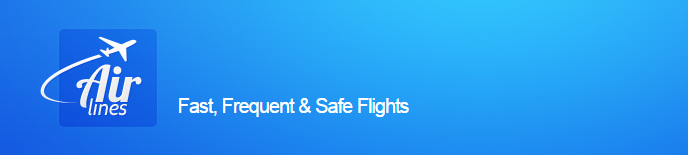 Air
lines
Fast, Frequent & Safe Flights